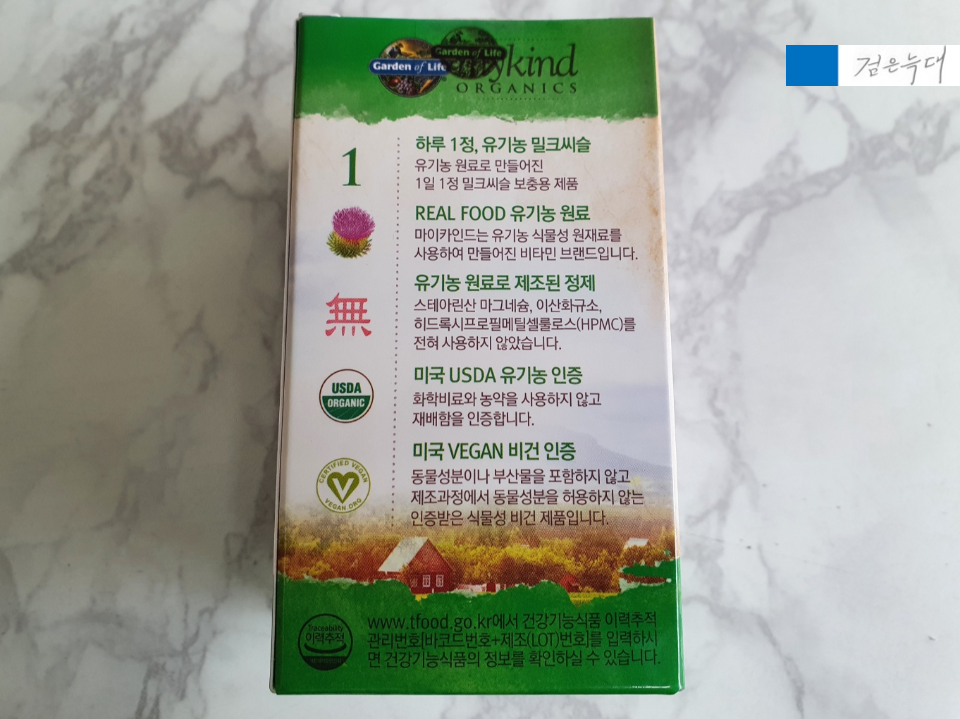 검은늑대
Garden of Life
Garden of Life
ykind
ORGANICS
1
하루 1정, 유기농 밀크씨슬
유기농 원료로 만들어진
1일 1정 밀크씨슬 보충용 제품
REAL FOOD 유기농 원료
마이카인드는 유기농 식물성 원재료를
사용하여 만들어진 비타민 브랜드입니다.
無
유기농 원료로 제조된 정제
스테아린산 마그네슘, 이산화규소,
히드록시프로필메틸셀룰로스(HPMC)를
전혀 사용하지 않았습니다.
USDA
ORGANIC
미국 USDA 유기농 인증
화학비료와 농약을 사용하지 않고
재배함을 인증합니다.
CERTIFIED VEGAN
VEGAN.ORG
미국 VEGAN 비건 인증
동물성분이나 부산물을 포함하지 않고
제조과정에서 동물성분을 허용하지 않는
인증받은 식물성 비건 제품입니다.
Traceability
이력추적
www.tfood.go.kr에서 건강기능식품 이력추적
관리번호[바코드번호+제조(LOT)번호]를 입력하시
면 건강기능식품의 정보를 확인하실 수 있습니다.